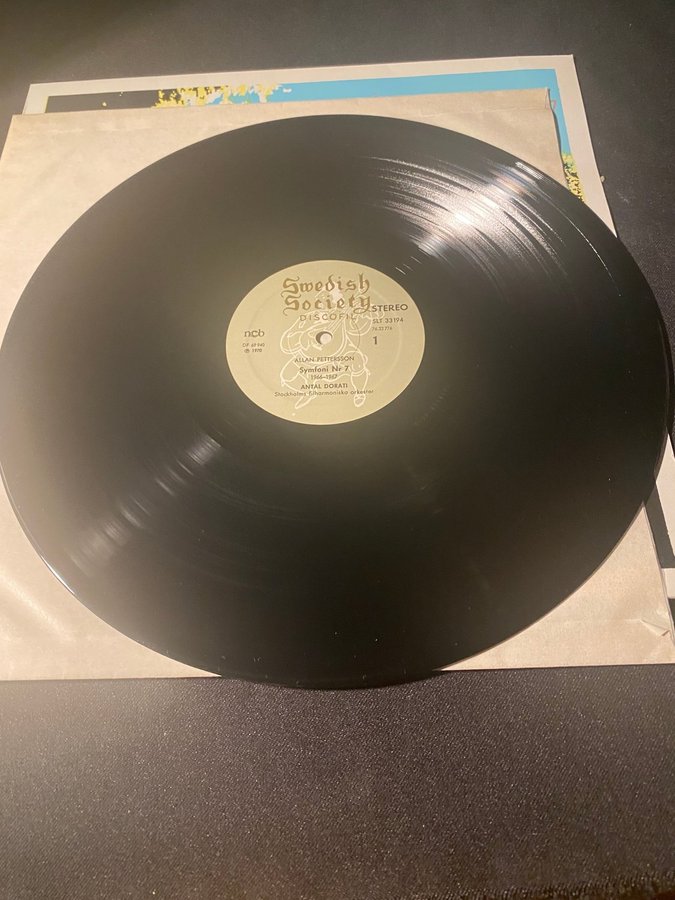 Swedish
Society
DISCOFIL
STEREO
SLT 33194
1
ncb
℗ 1970
ALLAN PETTERSSON
Symfoni Nr 7
1966-1967
ANTAL DORATI
Stockholms filharmoniska orkester